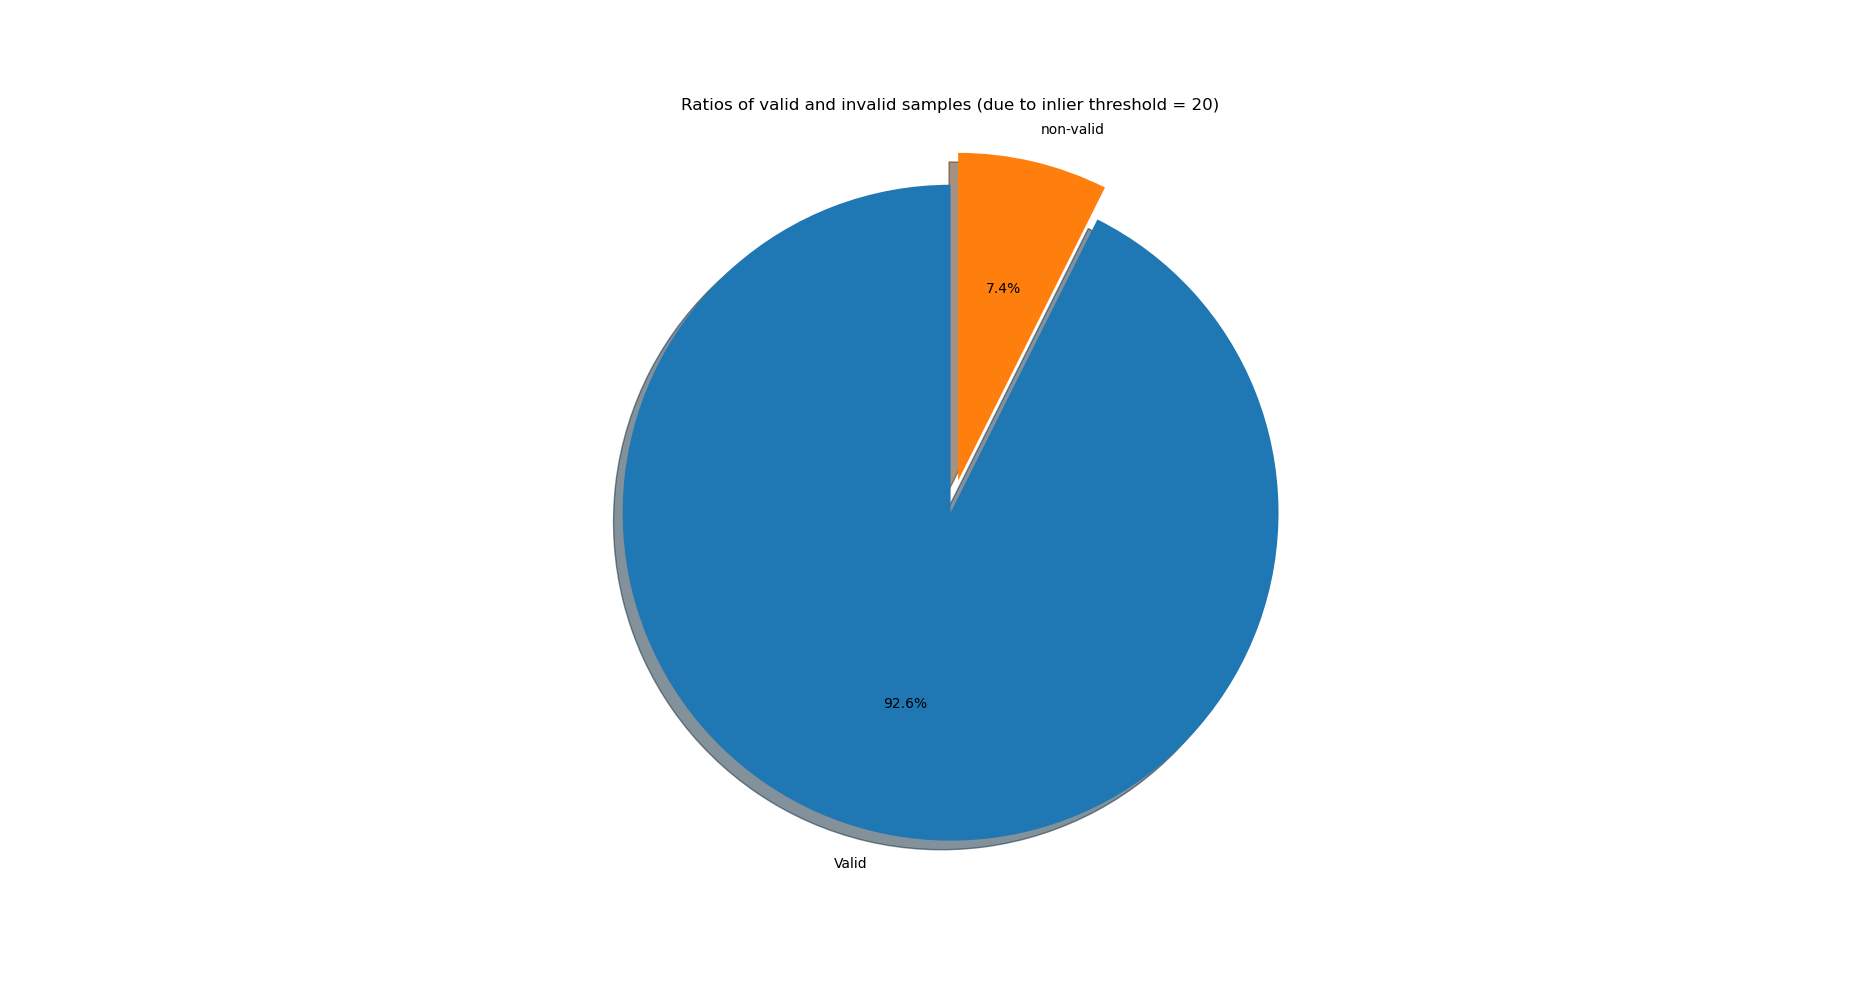 Ratios of valid and invalid samples (due to inlier threshold = 20)
non-valid
7.4%
92.6%
Valid